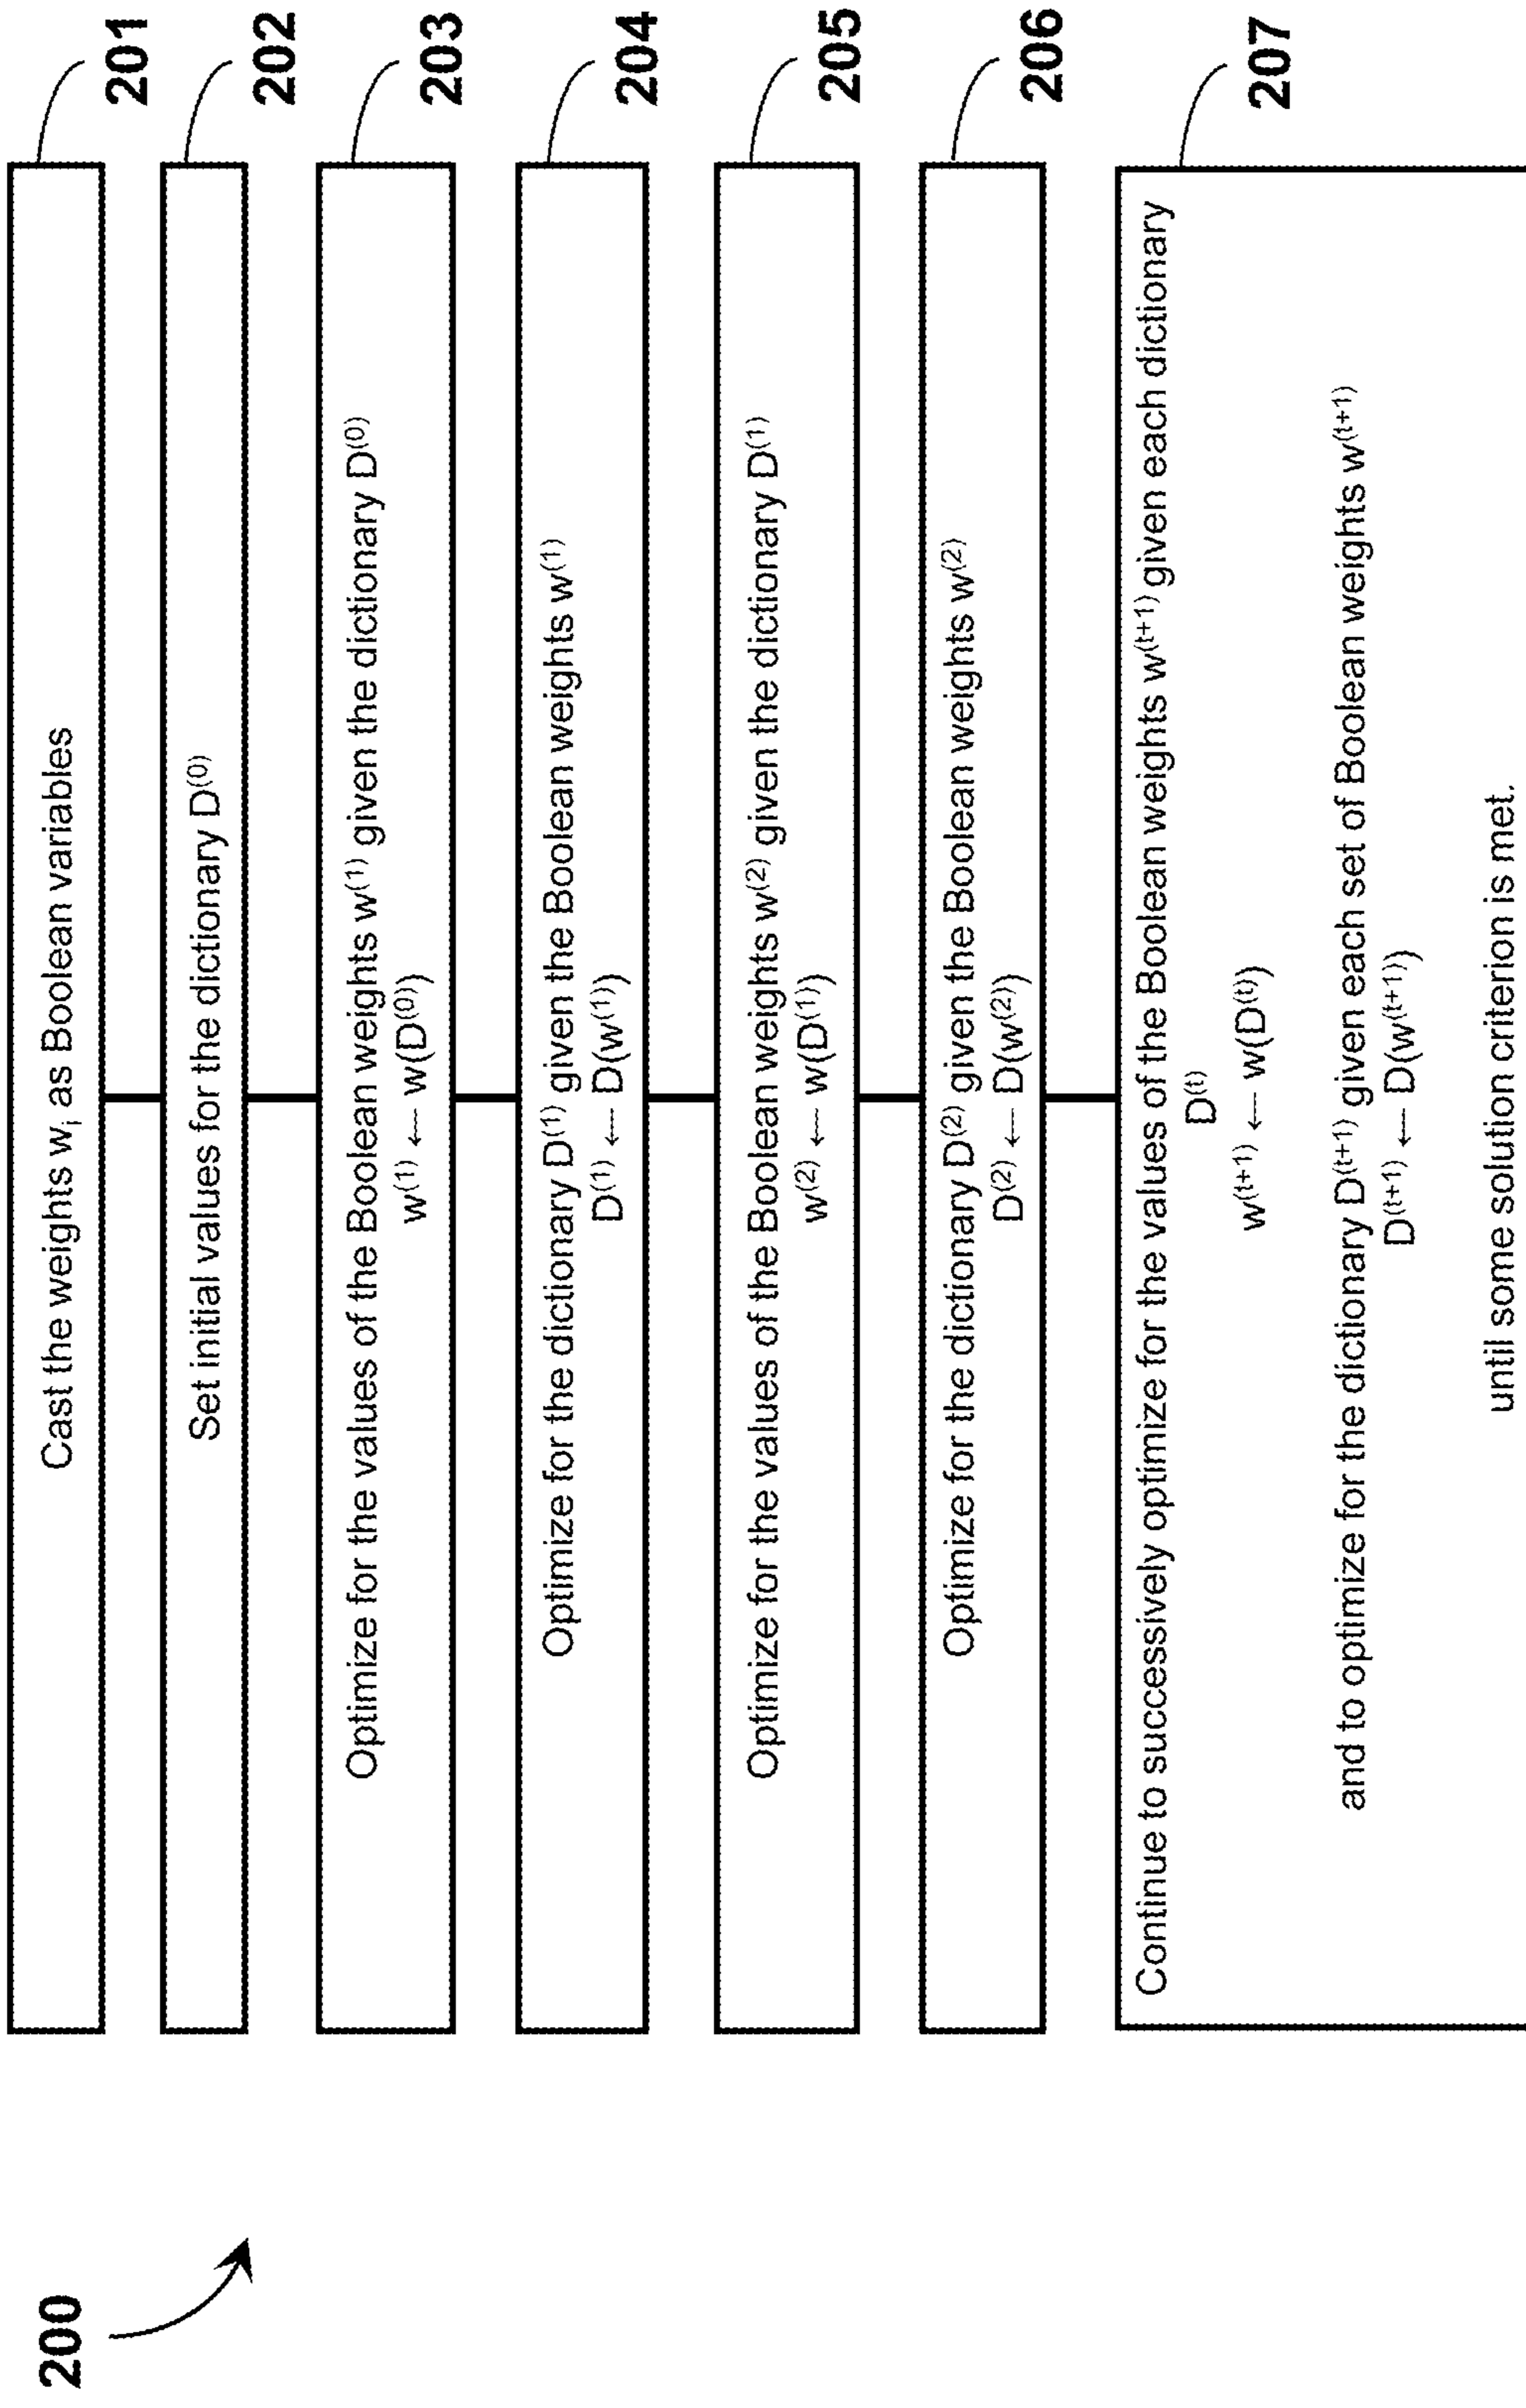 200
Cast the weights wᵢ as Boolean variables
201
Set initial values for the dictionary D⁽⁰⁾
202
Optimize for the values of the Boolean weights w⁽¹⁾ given the dictionary D⁽⁰⁾
w⁽¹⁾ ← w(D⁽⁰⁾)
203
Optimize for the dictionary D⁽¹⁾ given the Boolean weights w⁽¹⁾
D⁽¹⁾ ← D(w⁽¹⁾)
204
Optimize for the values of the Boolean weights w⁽²⁾ given the dictionary D⁽¹⁾
w⁽²⁾ ← w(D⁽¹⁾)
205
Optimize for the dictionary D⁽²⁾ given the Boolean weights w⁽²⁾
D⁽²⁾ ← D(w⁽²⁾)
206
Continue to successively optimize for the values of the Boolean weights w⁽ᵗ⁺¹⁾ given each dictionary
D⁽ᵗ⁾
w⁽ᵗ⁺¹⁾ ← w(D⁽ᵗ⁾)
and to optimize for the dictionary D⁽ᵗ⁺¹⁾ given each set of Boolean weights w⁽ᵗ⁺¹⁾
D⁽ᵗ⁺¹⁾ ← D(w⁽ᵗ⁺¹⁾)
until some solution criterion is met.
207